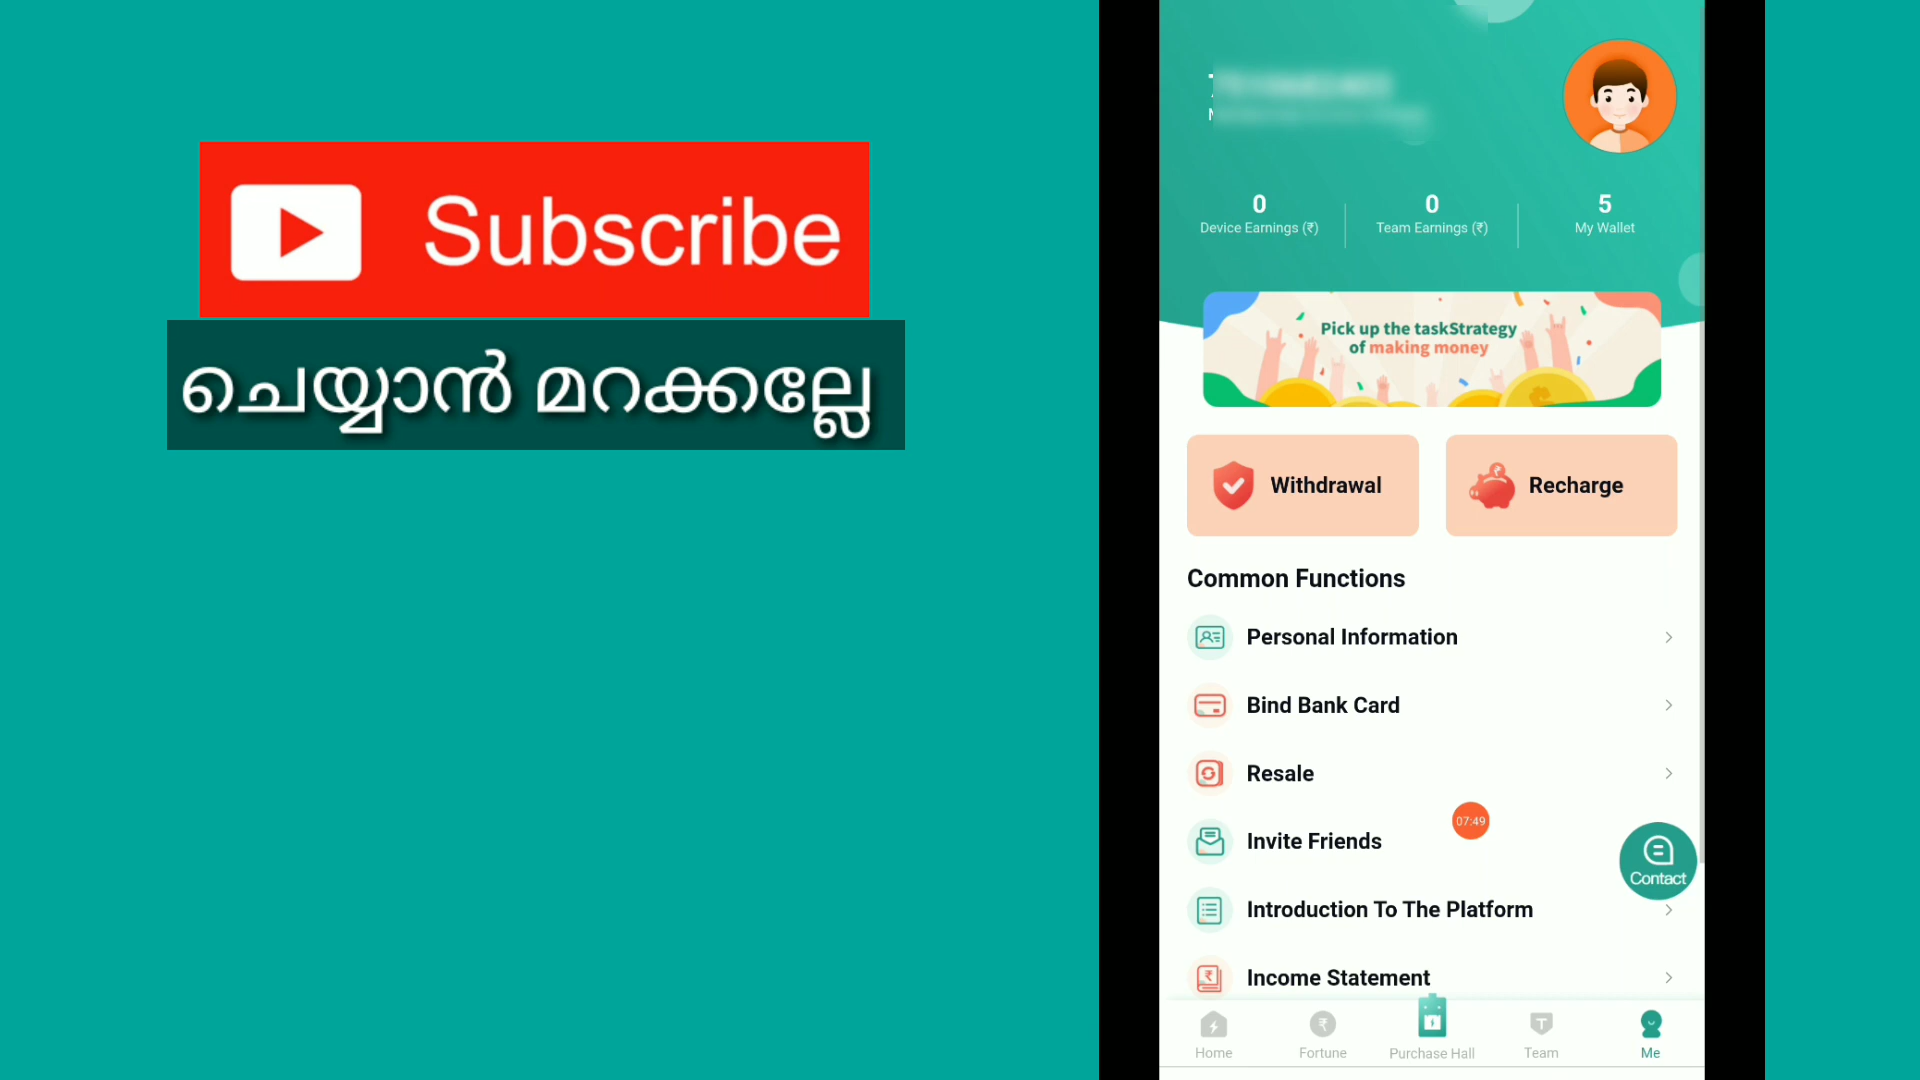 Subscribe
ചെയ്യാൻ മറക്കല്ലേ
0
Device Earnings (₹)
0
Team Earnings (₹)
5
My Wallet
Pick up the taskStrategy
of making money
Withdrawal
Recharge
Common Functions
Personal Information
Bind Bank Card
Resale
07:49
Invite Friends
Contact
Introduction To The Platform
Income Statement
Home
Fortune
Purchase Hall
Team
Me